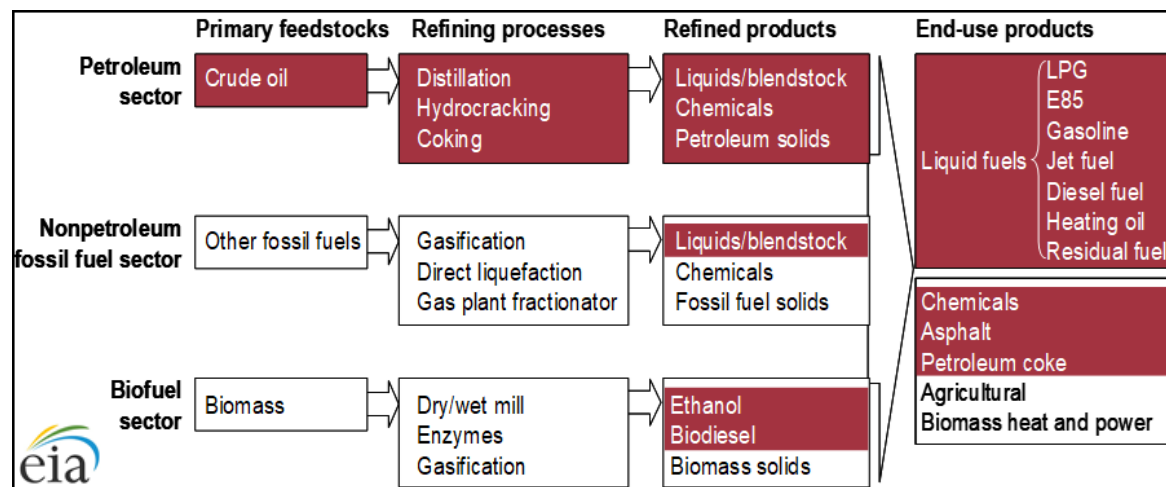 Primary feedstocks Refining processes Refined products End-use products
Petroleum
sector
Crude oil
Distillation
Hydrocracking
Coking
Liquids/blendstock
Chemicals
Petroleum solids
Liquid fuels
LPG
E85
Gasoline
Jet fuel
Diesel fuel
Heating oil
Residual fuel
Nonpetroleum
fossil fuel sector
Other fossil fuels
Gasification
Direct liquefaction
Gas plant fractionator
Liquids/blendstock
Chemicals
Fossil fuel solids
Chemicals
Asphalt
Petroleum coke
Agricultural
Biomass heat and power
Biofuel
sector
Biomass
Dry/wet mill
Enzymes
Gasification
Ethanol
Biodiesel
Biomass solids
eia